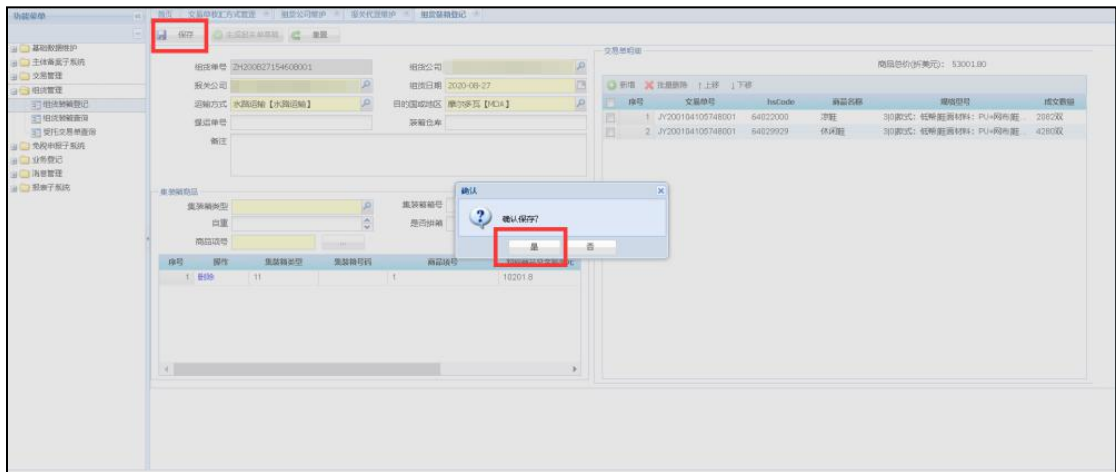 功能菜单
首页 交易单收汇方式管理 组货公司维护 报关代理维护 组货装箱登记
保存 生成报关单草稿 重置
基础数据维护
主体备案子系统
交易管理
组货管理
组货装箱登记
组货装箱查询
受托交易单查询
免税申报子系统
业务登记
消息管理
报表子系统
组货单号 ZH200827154608001 组货公司
报关公司 组货日期 2020-08-27
运输方式 水路运输【水路运输】 目的国或地区 摩尔多瓦【MDA】
提运单号 装箱仓库
备注
集装箱商品
集装箱类型 集装箱箱号
自重 是否拼箱
商品项号 ...
序号 操作 集装箱类型 集装箱号码 商品项号
1 删除 11 1 10201.8
确认
确认保存?
是 否
交易单明细
商品总价(折美元): 53001.80
新增 批量删除 ↑上移 ↓下移
序号 交易单号 hsCode 商品名称 规格型号 成交数量
1 JY200104105748001 64022000 凉鞋 3|0|款式:低帮|鞋面材料:PU+网布|鞋... 2082双
2 JY200104105748001 64029929 休闲鞋 3|0|款式:低帮|鞋面材料:PU+网布|鞋... 4280双